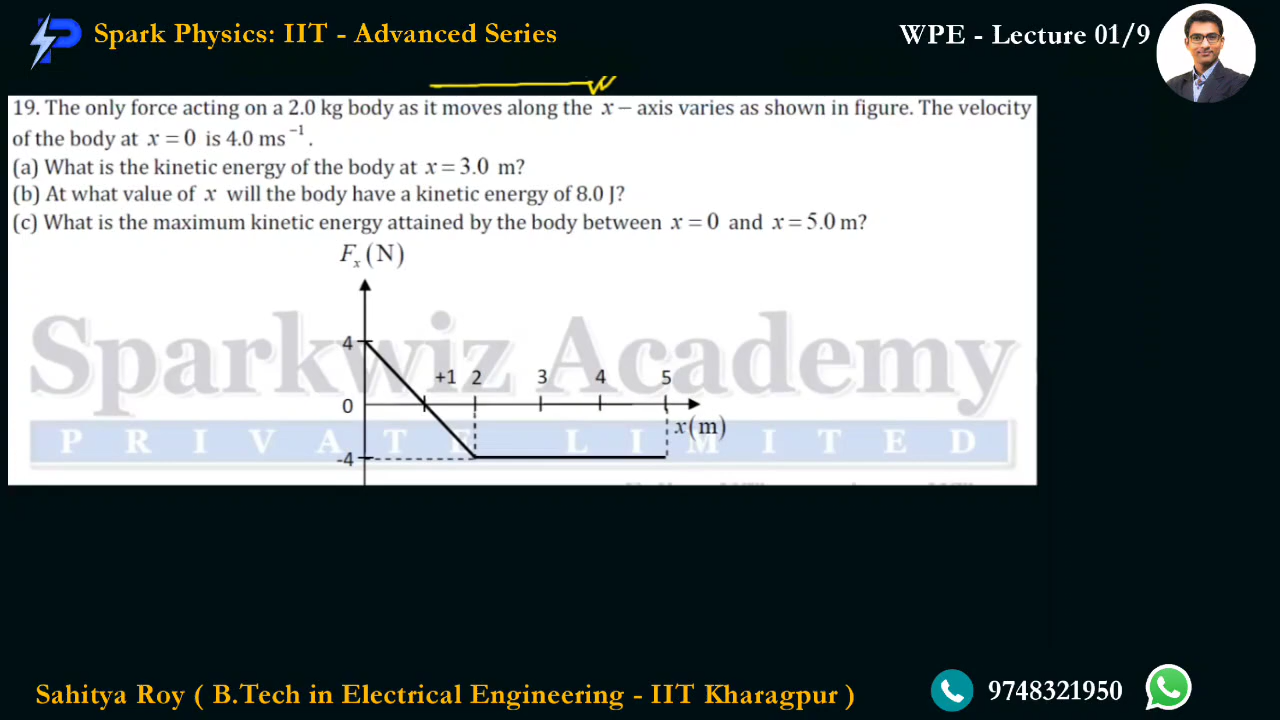 Spark Physics: IIT - Advanced Series
WPE - Lecture 01/9
19. The only force acting on a 2.0 kg body as it moves along the x − axis varies as shown in figure. The velocity
of the body at x = 0 is 4.0 ms⁻¹.
(a) What is the kinetic energy of the body at x = 3.0 m?
(b) At what value of x will the body have a kinetic energy of 8.0 J?
(c) What is the maximum kinetic energy attained by the body between x = 0 and x = 5.0 m?
Fₓ (N)
Sparkwiz Academy
4
+1 2 3 4 5
0
x(m)
PRIVATE LIMITED
-4
Sahitya Roy ( B.Tech in Electrical Engineering - IIT Kharagpur )
9748321950